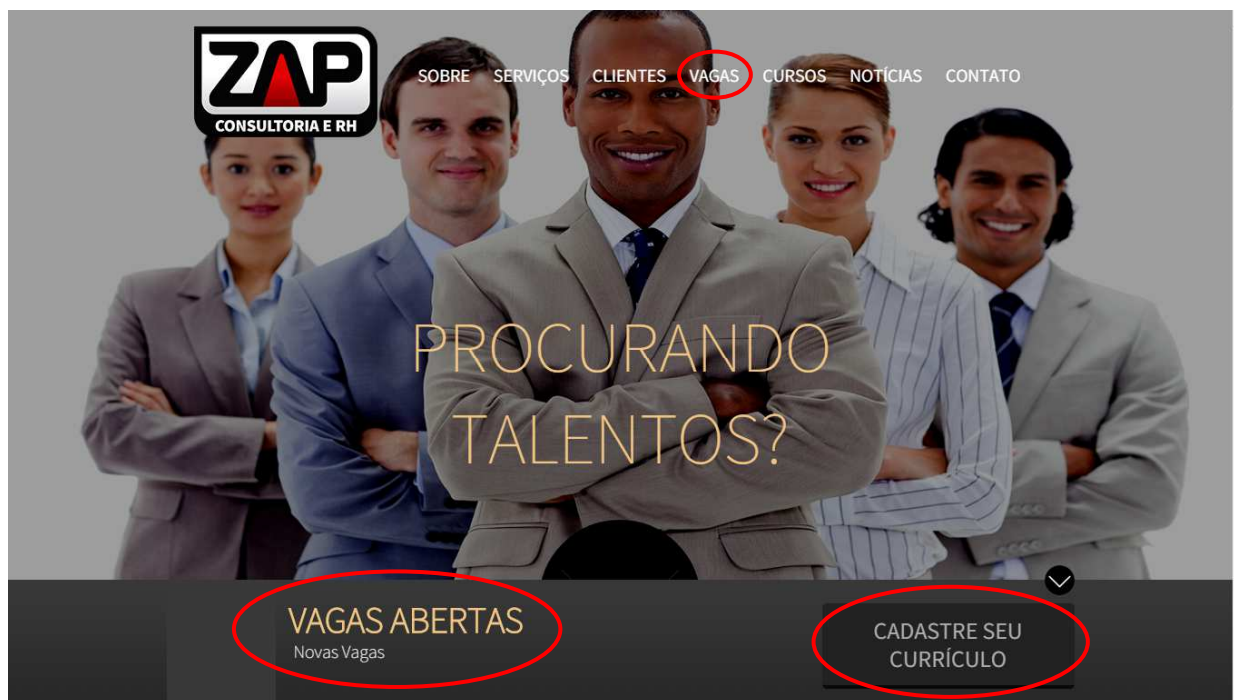 ZAP
CONSULTORIA E RH
SOBRE SERVIÇOS CLIENTES VAGAS CURSOS NOTÍCIAS CONTATO
PROCURANDO
TALENTOS?
VAGAS ABERTAS
Novas Vagas
CADASTRE SEU
CURRÍCULO